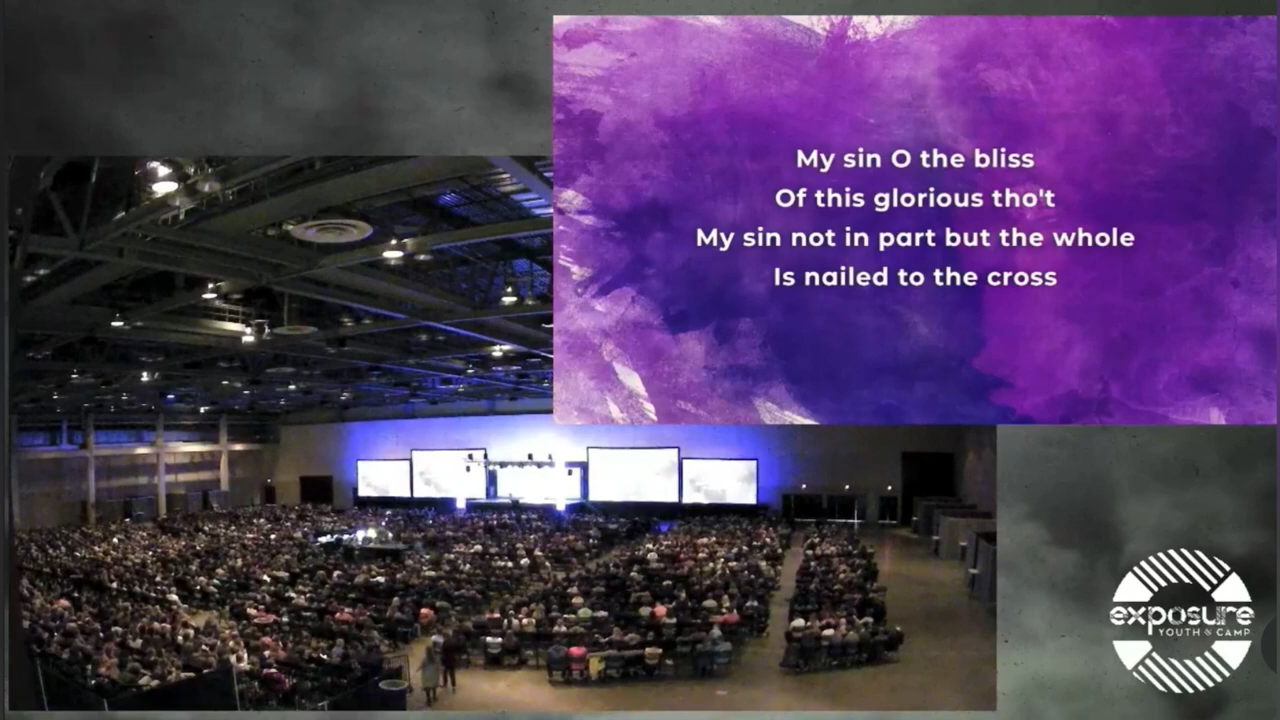 My sin O the bliss
Of this glorious tho't
My sin not in part but the whole
Is nailed to the cross
exposure
YOUTH CAMP